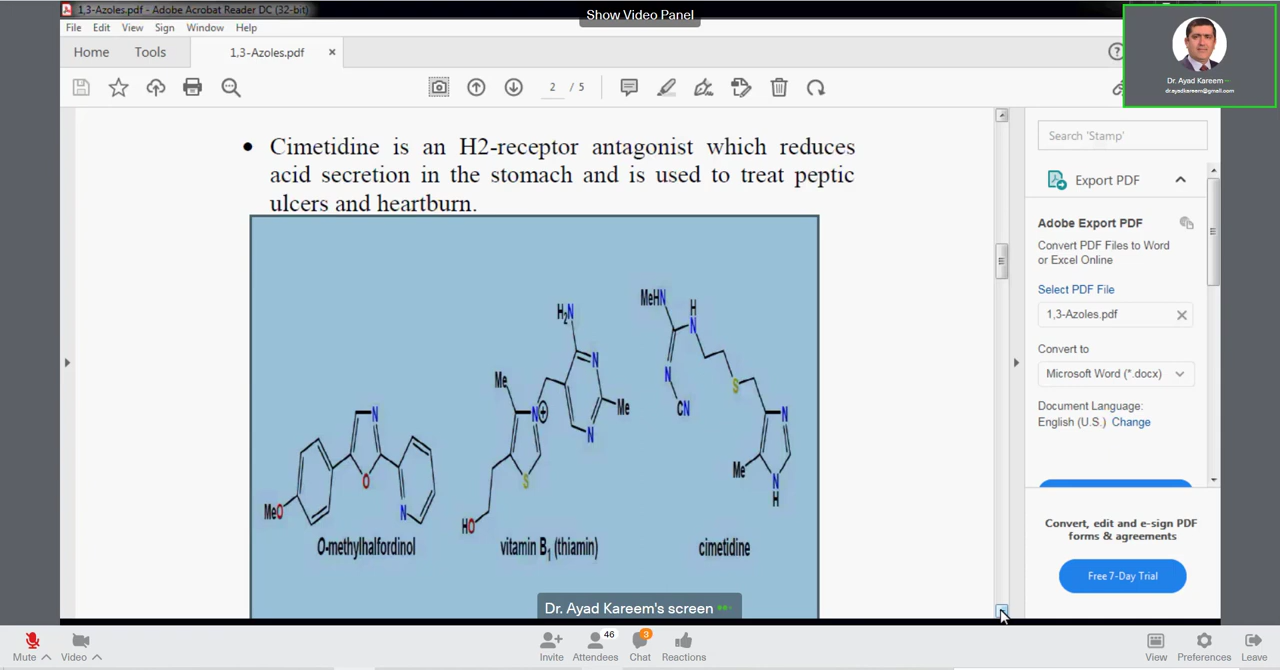 1,3-Azoles.pdf - Adobe Acrobat Reader DC (32-bit)
Show Video Panel
File Edit View Sign Window Help
Home Tools 1,3-Azoles.pdf ×
2 / 5
Dr. Ayad Kareem
dr.ayadkareem@gmail.com
• Cimetidine is an H2-receptor antagonist which reduces
acid secretion in the stomach and is used to treat peptic
ulcers and heartburn.
MeHN
H
N
N
CN
S
N
Me
N
H
cimetidine
H2N
N
Me
N
Me
N⊕
S
HO
vitamin B1 (thiamin)
N
O
N
MeO
O-methylhalfordinol
Search 'Stamp'
Export PDF
Adobe Export PDF
Convert PDF Files to Word
or Excel Online
Select PDF File
1,3-Azoles.pdf
Convert to
Microsoft Word (*.docx)
Document Language:
English (U.S.) Change
Convert, edit and e-sign PDF
forms & agreements
Free 7-Day Trial
Dr. Ayad Kareem's screen
Mute Video Invite Attendees 46 Chat 3 Reactions View Preferences Leave